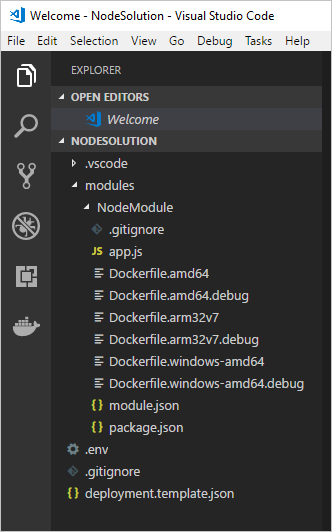 Welcome - NodeSolution - Visual Studio Code
File Edit Selection View Go Debug Tasks Help
EXPLORER
OPEN EDITORS
Welcome
NODESOLUTION
.vscode
modules
NodeModule
.gitignore
JS app.js
Dockerfile.amd64
Dockerfile.amd64.debug
Dockerfile.arm32v7
Dockerfile.arm32v7.debug
Dockerfile.windows-amd64
Dockerfile.windows-amd64.debug
{} module.json
{} package.json
.env
.gitignore
{} deployment.template.json